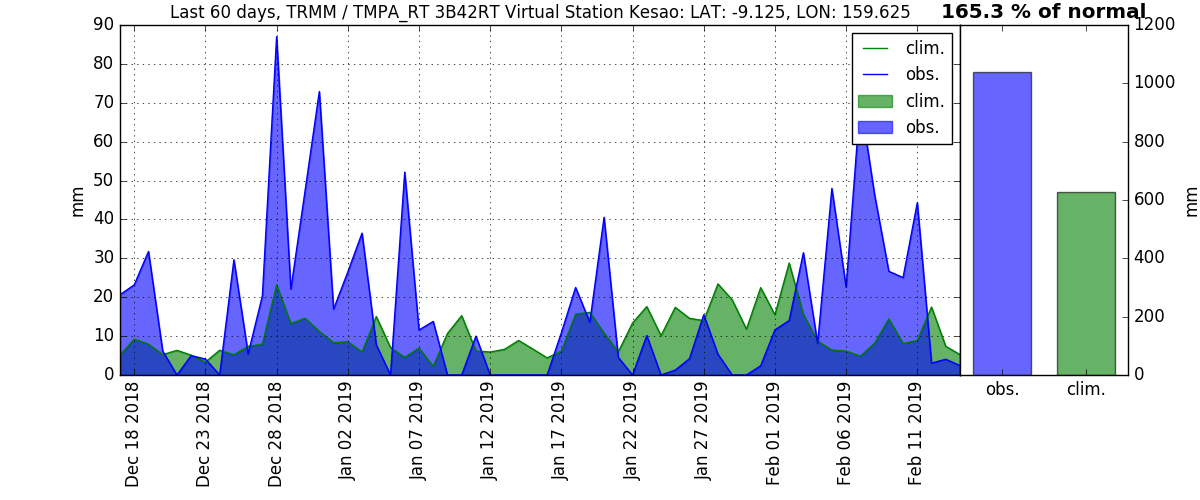 Last 60 days, TRMM / TMPA_RT 3B42RT Virtual Station Kesao: LAT: -9.125, LON: 159.625
165.3 % of normal
90
80
70
60
50
40
30
20
10
0
mm
clim.
obs.
clim.
obs.
1200
1000
800
600
400
200
0
mm
Dec 18 2018
Dec 23 2018
Dec 28 2018
Jan 02 2019
Jan 07 2019
Jan 12 2019
Jan 17 2019
Jan 22 2019
Jan 27 2019
Feb 01 2019
Feb 06 2019
Feb 11 2019
obs.
clim.